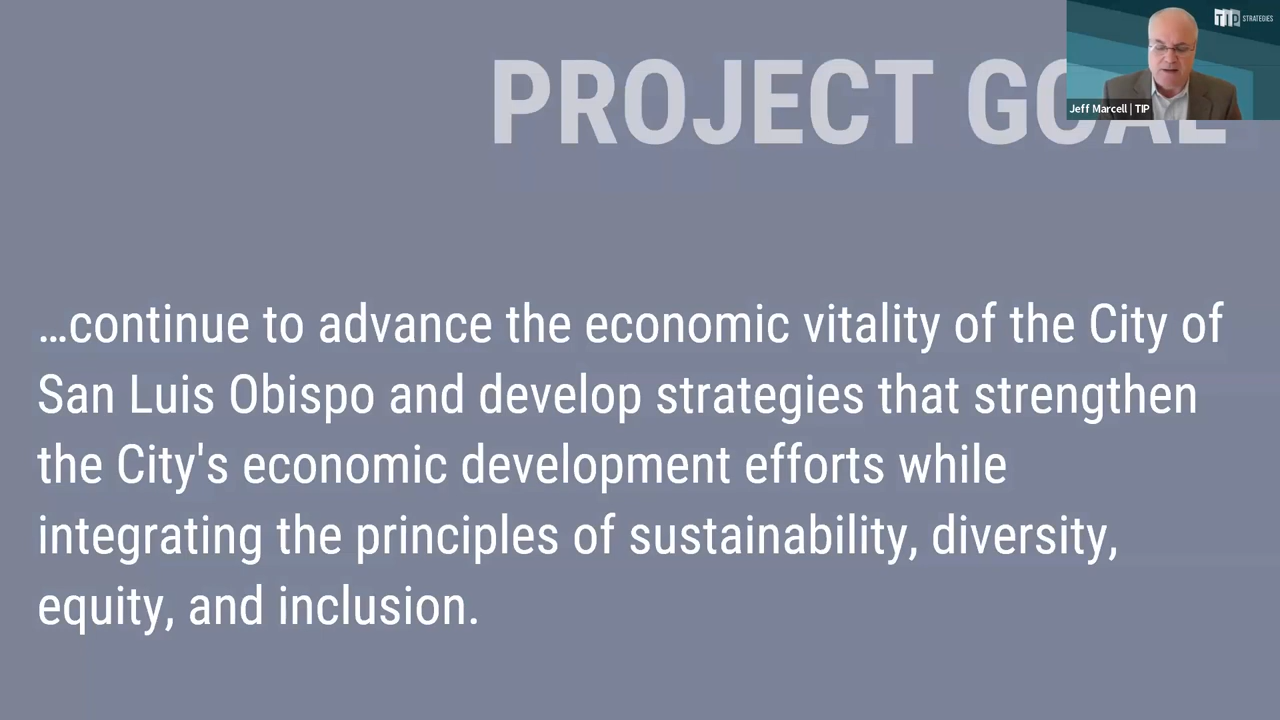 TIP STRATEGIES
PROJECT GOAL
Jeff Marcell | TIP
…continue to advance the economic vitality of the City of
San Luis Obispo and develop strategies that strengthen
the City's economic development efforts while
integrating the principles of sustainability, diversity,
equity, and inclusion.